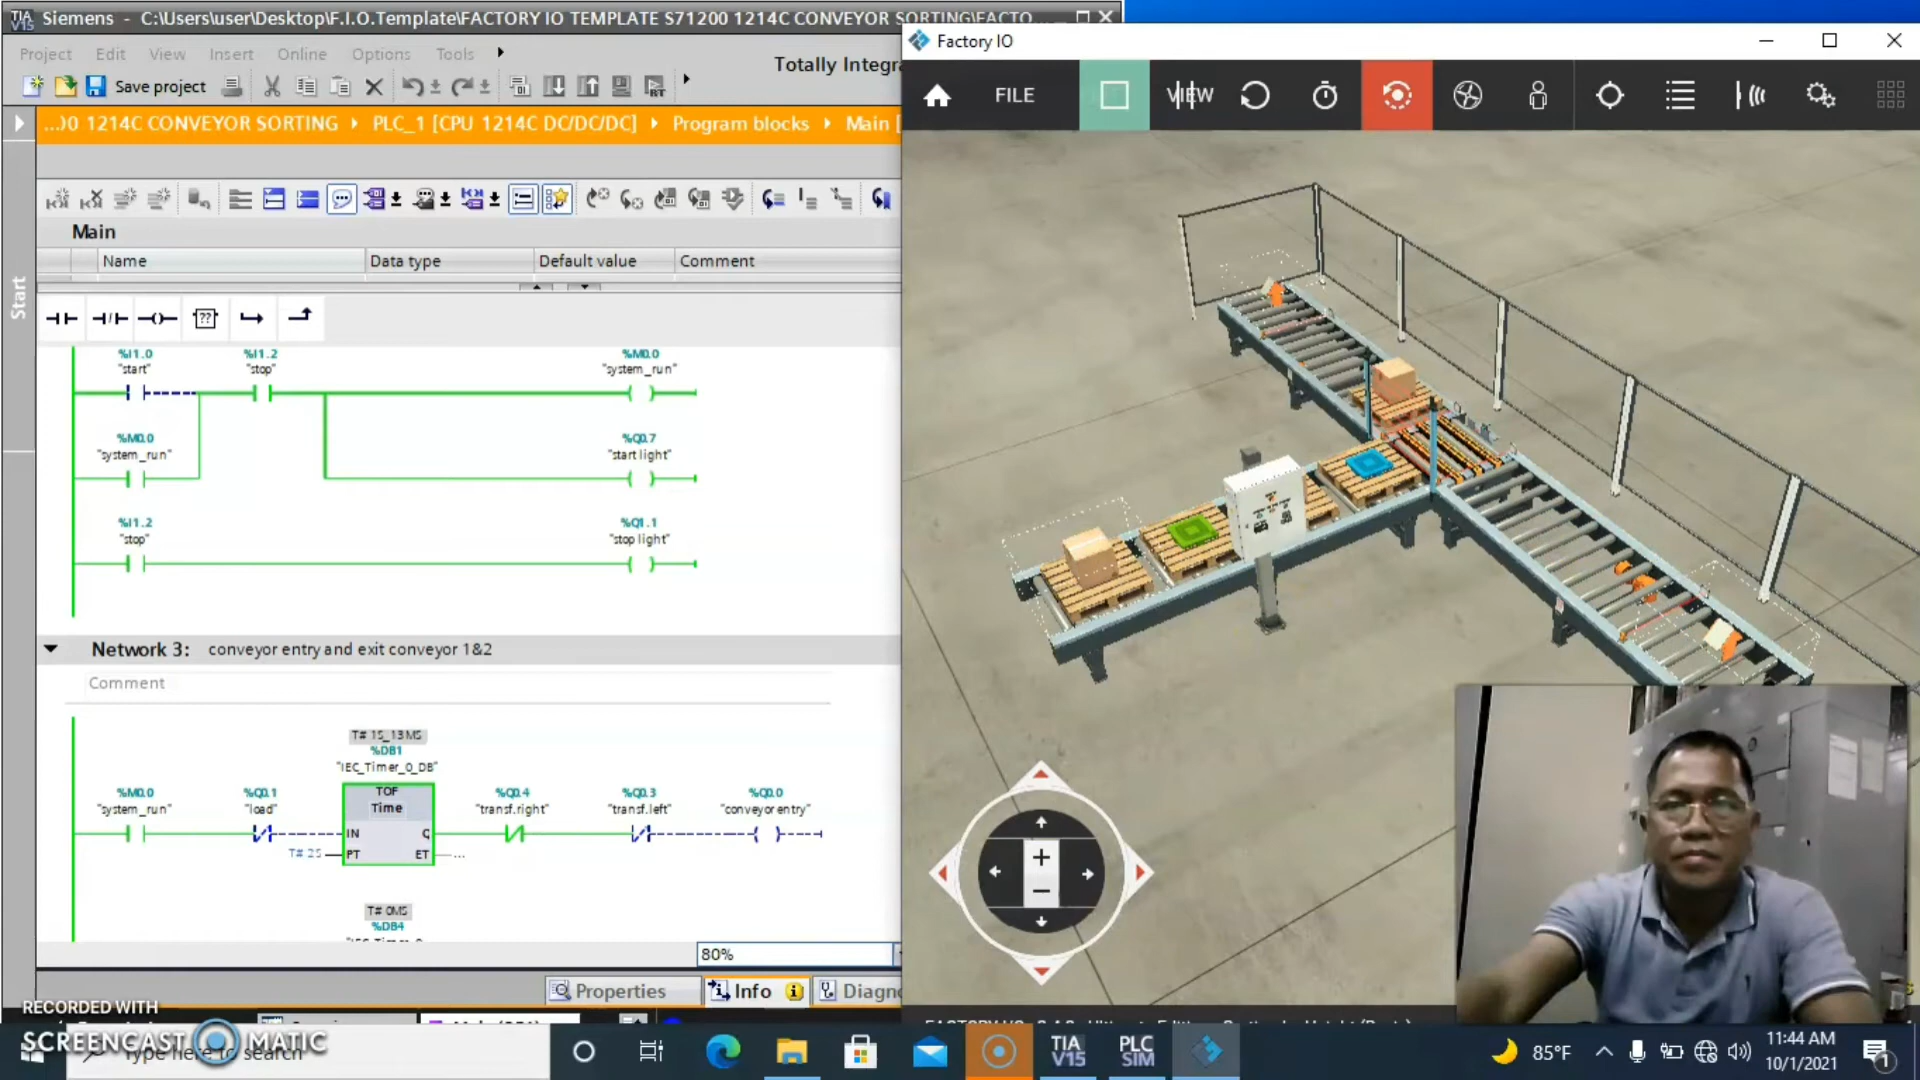 Siemens - C:\Users\user\Desktop\F.I.O.Template\FACTORY IO TEMPLATE S71200 1214C CONVEYOR SORTING\FACTO...
TIA V15
Project Edit View Insert Online Options Tools
Totally Integra
Save project
...00 1214C CONVEYOR SORTING PLC_1 [CPU 1214C DC/DC/DC] Program blocks Main [
Start
Main
Name Data type Default value Comment
??
%I1.0 %I1.2 %M0.0
"start" "stop" "system_run"
%M0.0 %Q0.7
"system_run" "start light"
%I1.2 %Q1.1
"stop" "stop light"
Network 3: conveyor entry and exit conveyor 1&2
Comment
T# 1S_13MS
%DB1
"IEC_Timer_0_DB"
%M0.0 %Q0.1 TOF %Q0.4 %Q0.3 %Q0.0
"system_run" "load" Time "transf.right" "transf.left" "conveyor entry"
IN Q
T# 2S PT ET ...
T# 0MS
%DB4
80%
Properties Info Diagno
Factory IO
FILE VIEW
RECORDED WITH
SCREENCAST MATIC
Type here to search
TIA V15
PLC SIM
85°F
11:44 AM
10/1/2021
1